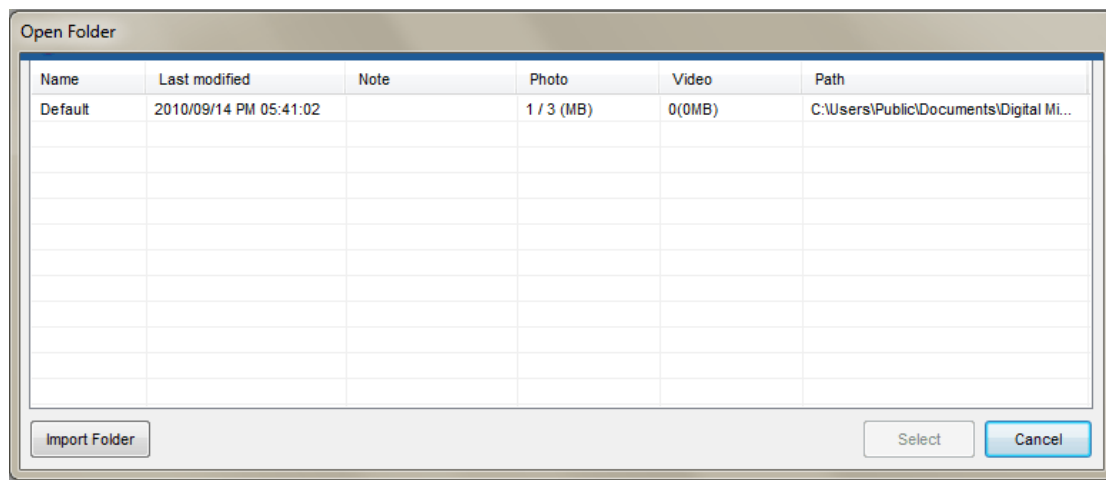 Open Folder
Name Last modified Note Photo Video Path
Default 2010/09/14 PM 05:41:02 1 / 3 (MB) 0(0MB) C:\Users\Public\Documents\Digital Mi...
Import Folder Select Cancel